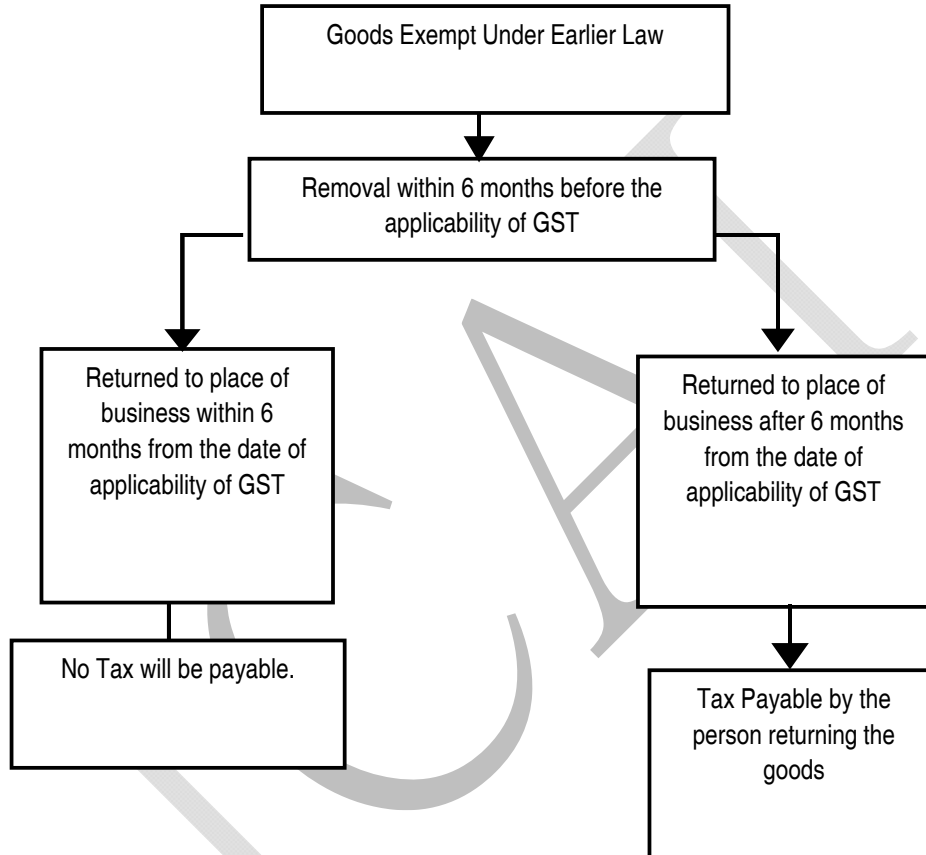 Goods Exempt Under Earlier Law
Removal within 6 months before the
applicability of GST
Returned to place of
business within 6
months from the date of
applicability of GST
Returned to place of
business after 6 months
from the date of
applicability of GST
No Tax will be payable.
Tax Payable by the
person returning the
goods